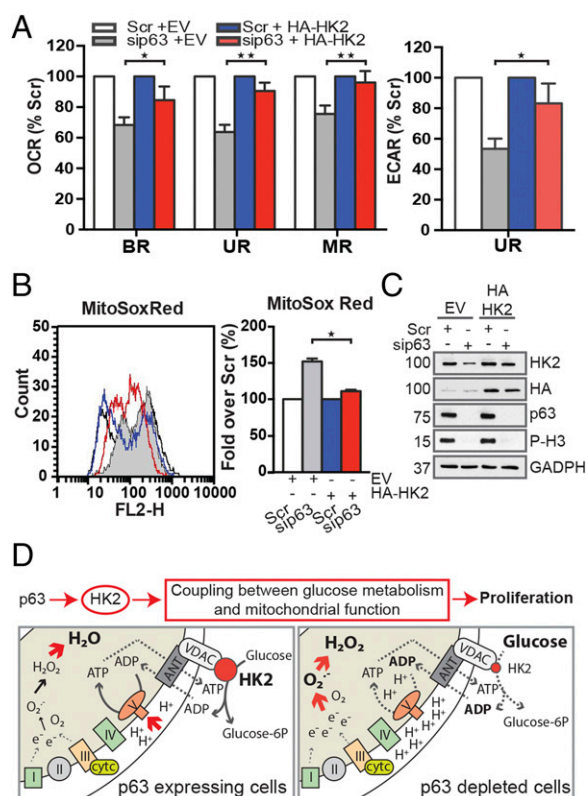 A
Scr +EV
Scr + HA-HK2
sip63 +EV
sip63 + HA-HK2
OCR (% Scr)
100
80
60
40
20
0
★
★★
★★
BR
UR
MR
ECAR (% Scr)
100
80
60
40
20
0
★
UR
B
MitoSoxRed
Count
50
40
30
20
10
0
1
10
100
1000
10000
FL2-H
MitoSox Red
Fold over Scr (%)
200
150
100
50
0
★
+ + - - EV
- - + + HA-HK2
Scr
sip63
Scr
sip63
C
HA
EV HK2
Scr + - + -
sip63 - + - +
100 HK2
100 HA
75 p63
15 P-H3
37 GADPH
D
p63
HK2
Coupling between glucose metabolism
and mitochondrial function
Proliferation
H₂O
H₂O₂
O₂⁻
O₂
e⁻
e⁻
e⁻
I
II
III
cytc
IV
V
ATP
ADP
H⁺
H⁺
H⁺
H⁺
ANT
VDAC
ATP
ADP
Glucose
HK2
Glucose-6P
p63 expressing cells
H₂O₂
O₂⁻
O₂
e⁻
e⁻
e⁻
I
II
III
cytc
IV
V
ATP
ADP
H⁺
H⁺
H⁺
H⁺
H⁺
H⁺
H⁺
H⁺
ANT
VDAC
ATP
ADP
Glucose
HK2
Glucose-6P
p63 depleted cells